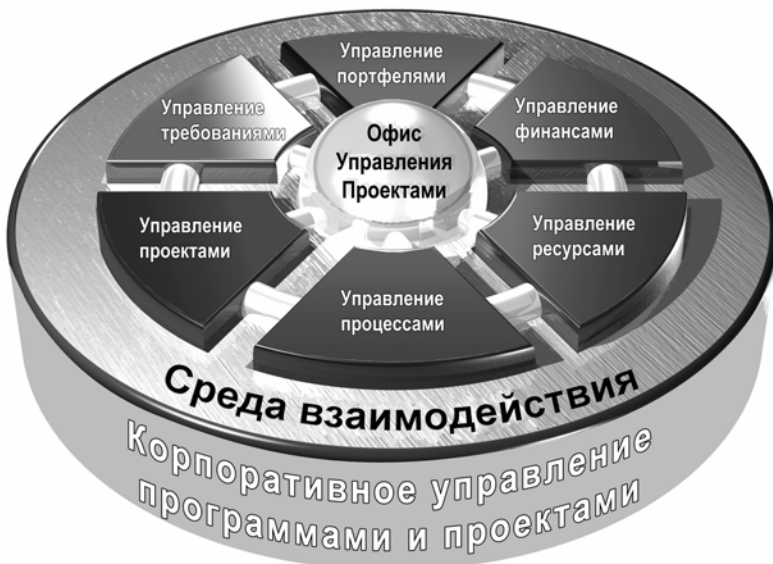 Управление
портфелями
Управление
требованиями
Управление
финансами
Офис
Управления
Проектами
Управление
проектами
Управление
ресурсами
Управление
процессами
Среда взаимодействия
Корпоративное управление
программами и проектами